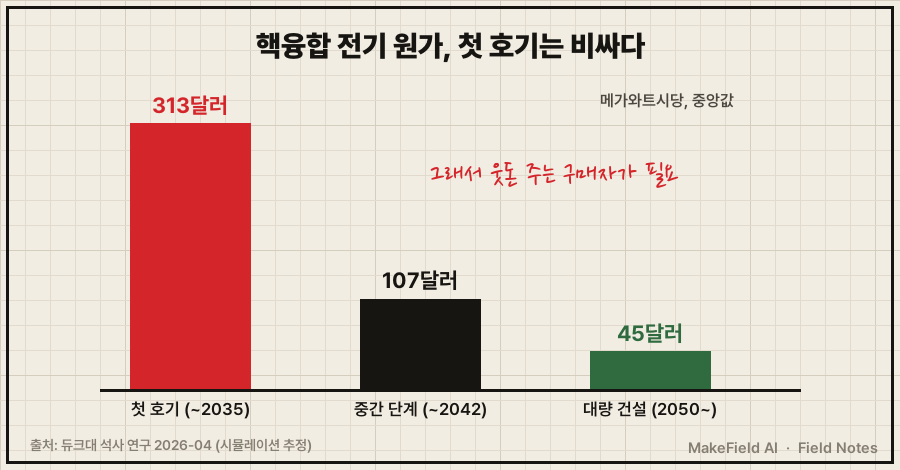 핵융합 전기 원가, 첫 호기는 비싸다
메가와트시당, 중앙값
313달러
그래서 웃돈 주는 구매자가 필요
107달러
45달러
첫 호기 (~2035)
중간 단계 (~2042)
대량 건설 (2050~)
출처: 듀크대 석사 연구 2026-04 (시뮬레이션 추정)
MakeField AI · Field Notes